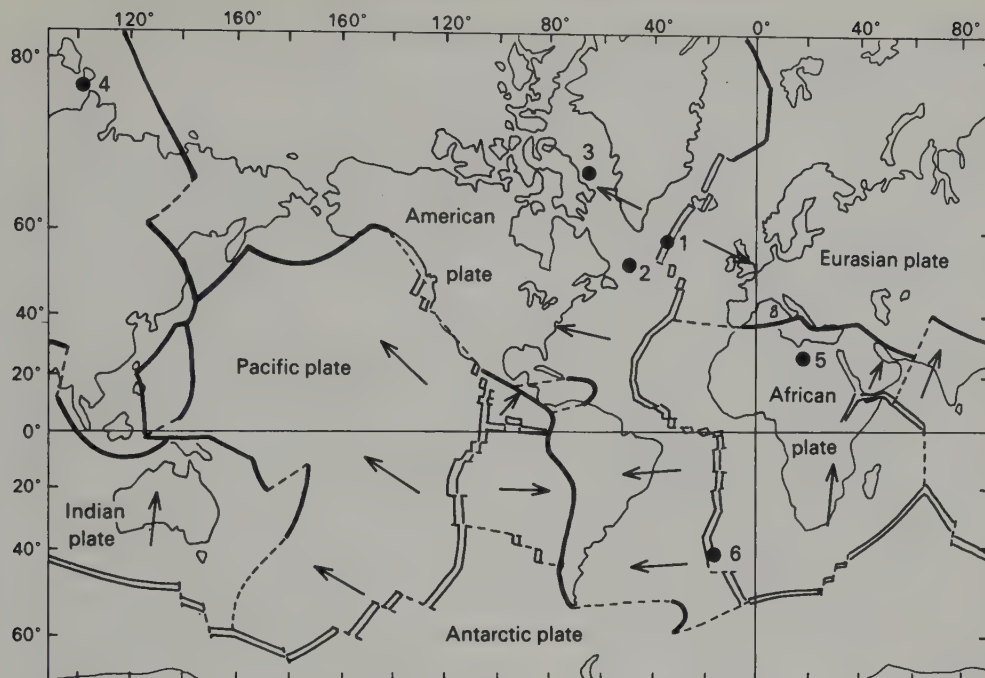 120° 160° 160° 120° 80° 40° 0° 40° 80°
80°
4
3
American
60°
1
plate
2
Eurasian plate
40°
8
Pacific plate
5
20°
African
0°
plate
20°
Indian
plate
40°
6
Antarctic plate
60°